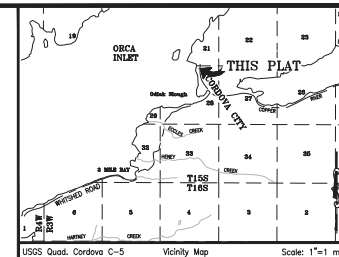 19
ORCA
INLET
21
22
23
THIS PLAT
CORDOVA CITY
Odiak Slough
28
27
26
COPPER
RIVER
29
ECCLES
CREEK
32
HENEY
33
CREEK
34
35
3 MILE BAY
T15S
T16S
WHITSHED ROAD
R4W
R3W
1
6
5
4
3
2
HARTNEY
CREEK
USGS Quad. Cordova C-5
Vicinity Map
Scale: 1"=1 m